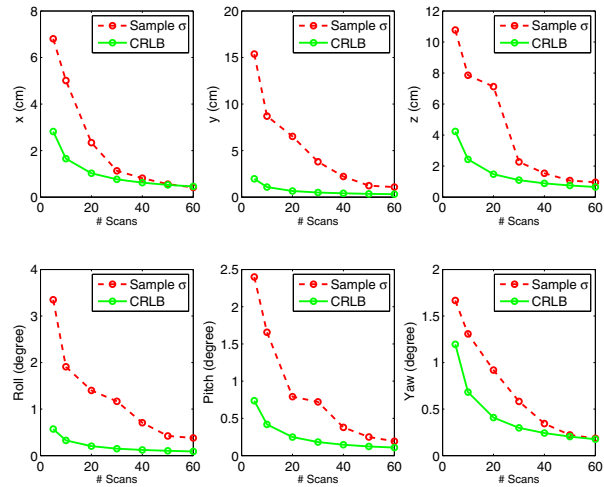 x (cm)
8
6
4
2
0
0 20 40 60
# Scans
Sample σ
CRLB
y (cm)
20
15
10
5
0
0 20 40 60
# Scans
Sample σ
CRLB
z (cm)
12
10
8
6
4
2
0
0 20 40 60
# Scans
Sample σ
CRLB
Roll (degree)
4
3
2
1
0
0 20 40 60
# Scans
Sample σ
CRLB
Pitch (degree)
2.5
2
1.5
1
0.5
0
0 20 40 60
# Scans
Sample σ
CRLB
Yaw (degree)
2
1.5
1
0.5
0
0 20 40 60
# Scans
Sample σ
CRLB